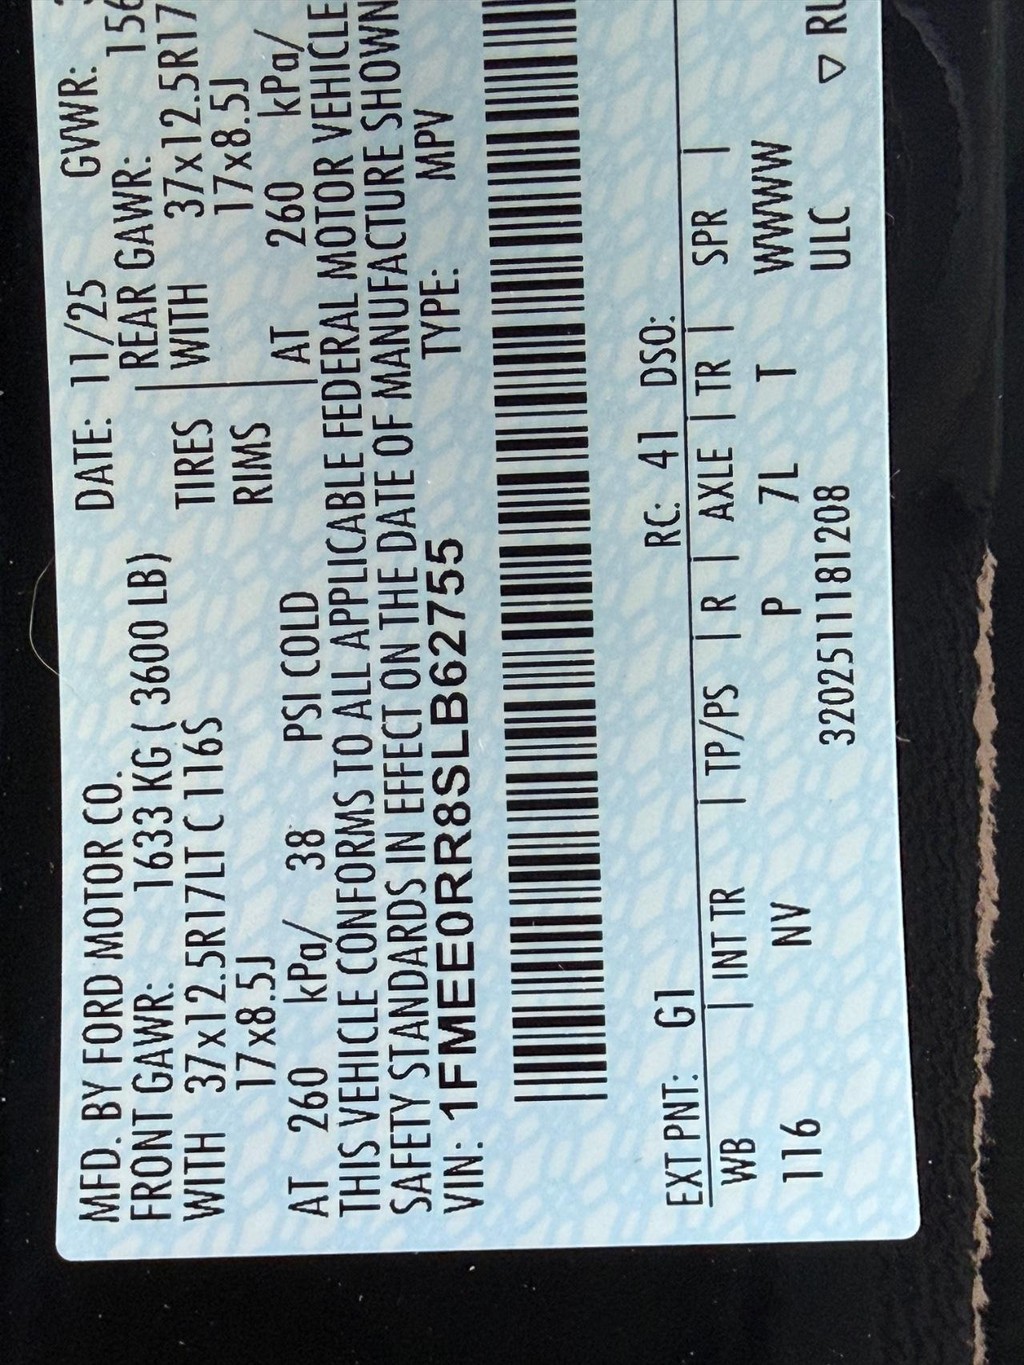 MFD. BY FORD MOTOR CO. DATE: 11/25 GVWR:
FRONT GAWR: 1633 KG ( 3600 LB) REAR GAWR: 156
WITH 37x12.5R17LT C 116S TIRES WITH 37x12.5R17
17x8.5J RIMS 17x8.5J
AT 260 kPa/ 38 PSI COLD AT 260 kPa/
THIS VEHICLE CONFORMS TO ALL APPLICABLE FEDERAL MOTOR VEHICLE
SAFETY STANDARDS IN EFFECT ON THE DATE OF MANUFACTURE SHOWN
VIN: 1FMEE0RR8SLB62755 TYPE: MPV
EXT PNT: G1 RC: 41 DSO:
WB | INT TR | TP/PS | R | AXLE | TR | SPR |
116 NV P 7L T WWWW
3202511181208 ULC ▽ RU